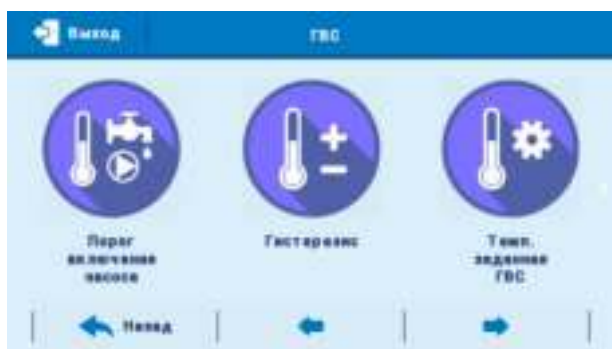 Выход
ГВС
Порог
включения
насоса
Гистерезис
Темп.
заданная
ГВС
Назад